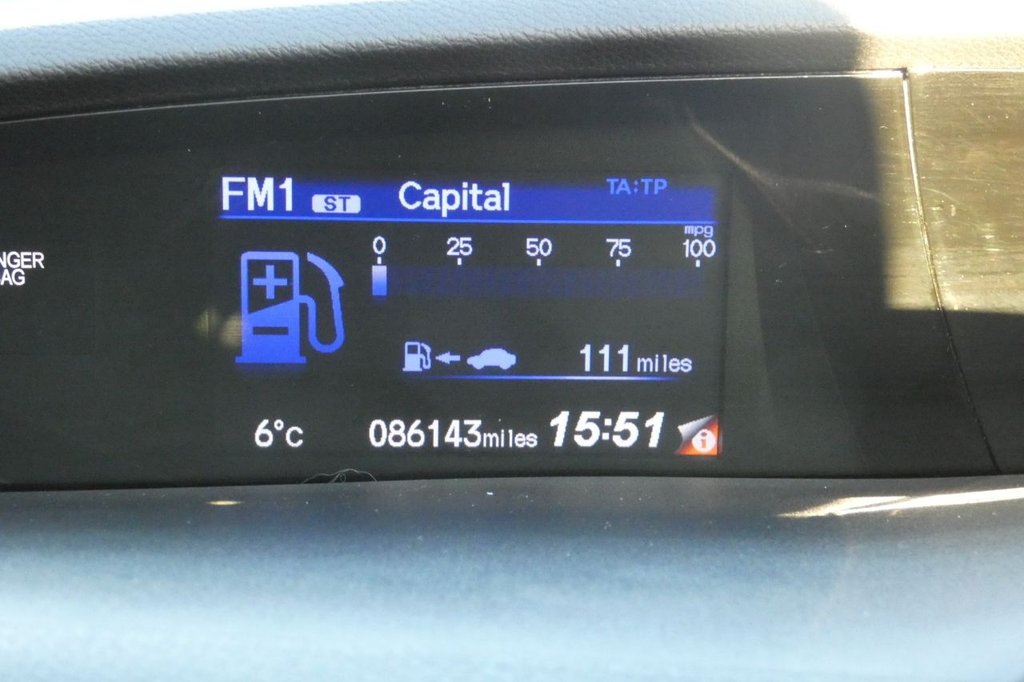 FM1 ST Capital TA:TP
mpg
0 25 50 75 100
NGER
AG
111 miles
6°C 086143miles 15:51 i